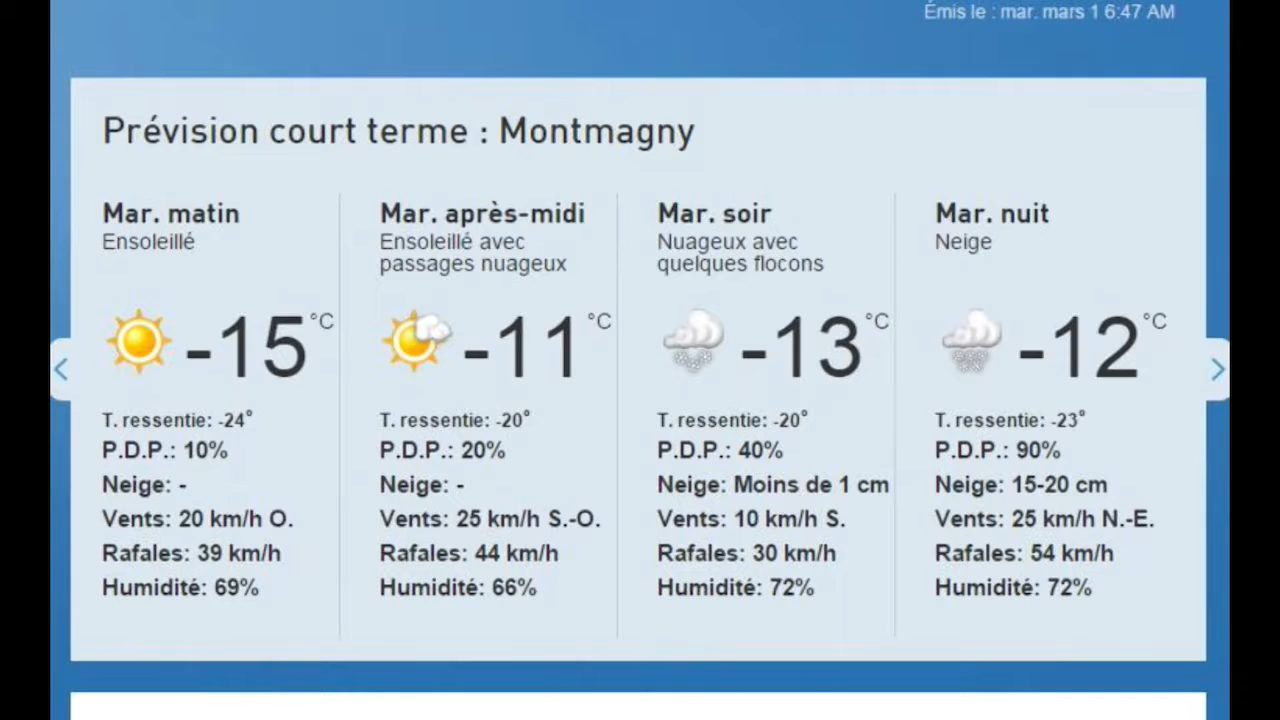 Émis le : mar. mars 1 6:47 AM
Prévision court terme : Montmagny
Mar. matin
Ensoleillé
-15 °C
T. ressentie: -24°
P.D.P.: 10%
Neige: -
Vents: 20 km/h O.
Rafales: 39 km/h
Humidité: 69%
Mar. après-midi
Ensoleillé avec
passages nuageux
-11 °C
T. ressentie: -20°
P.D.P.: 20%
Neige: -
Vents: 25 km/h S.-O.
Rafales: 44 km/h
Humidité: 66%
Mar. soir
Nuageux avec
quelques flocons
-13 °C
T. ressentie: -20°
P.D.P.: 40%
Neige: Moins de 1 cm
Vents: 10 km/h S.
Rafales: 30 km/h
Humidité: 72%
Mar. nuit
Neige
-12 °C
T. ressentie: -23°
P.D.P.: 90%
Neige: 15-20 cm
Vents: 25 km/h N.-E.
Rafales: 54 km/h
Humidité: 72%